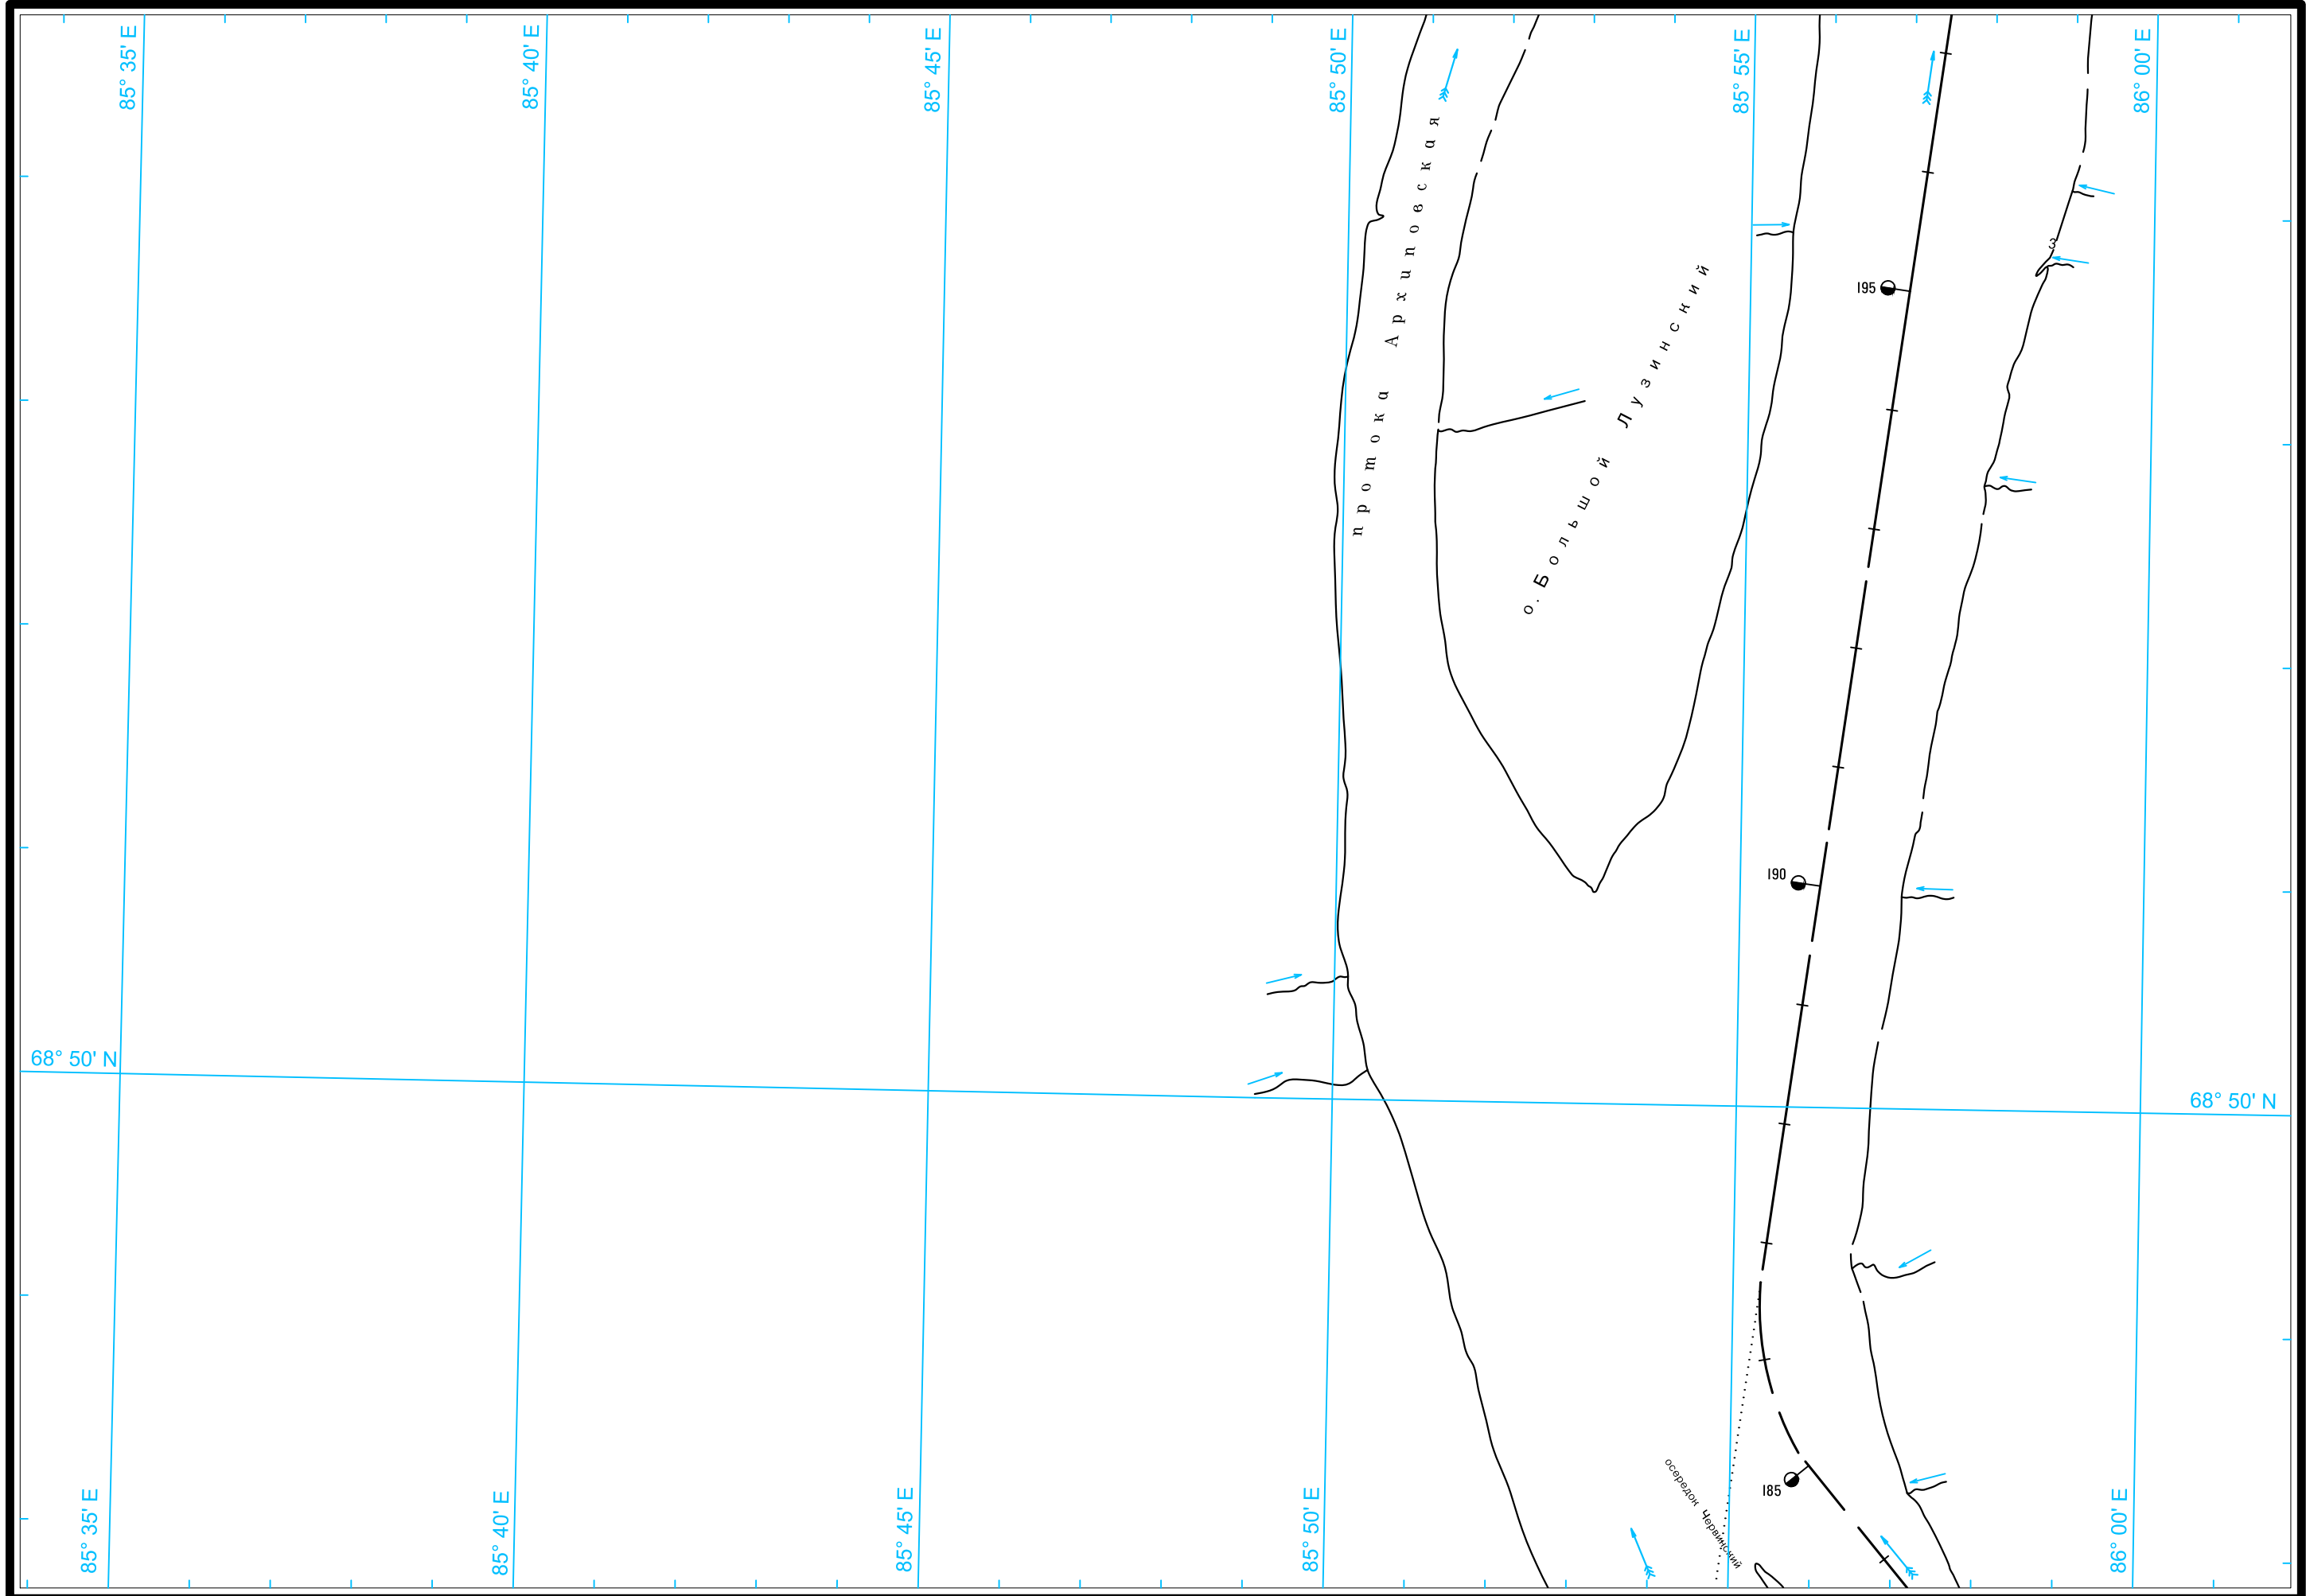 85° 35' E
85° 40' E
85° 45' E
85° 50' E
85° 55' E
86° 00' E
протока Архиповская
о. Большой Лузинский
3
195
190
68° 50' N
68° 50' N
осередок Червинский
185
85° 35' E
85° 40' E
85° 45' E
85° 50' E
86° 00' E